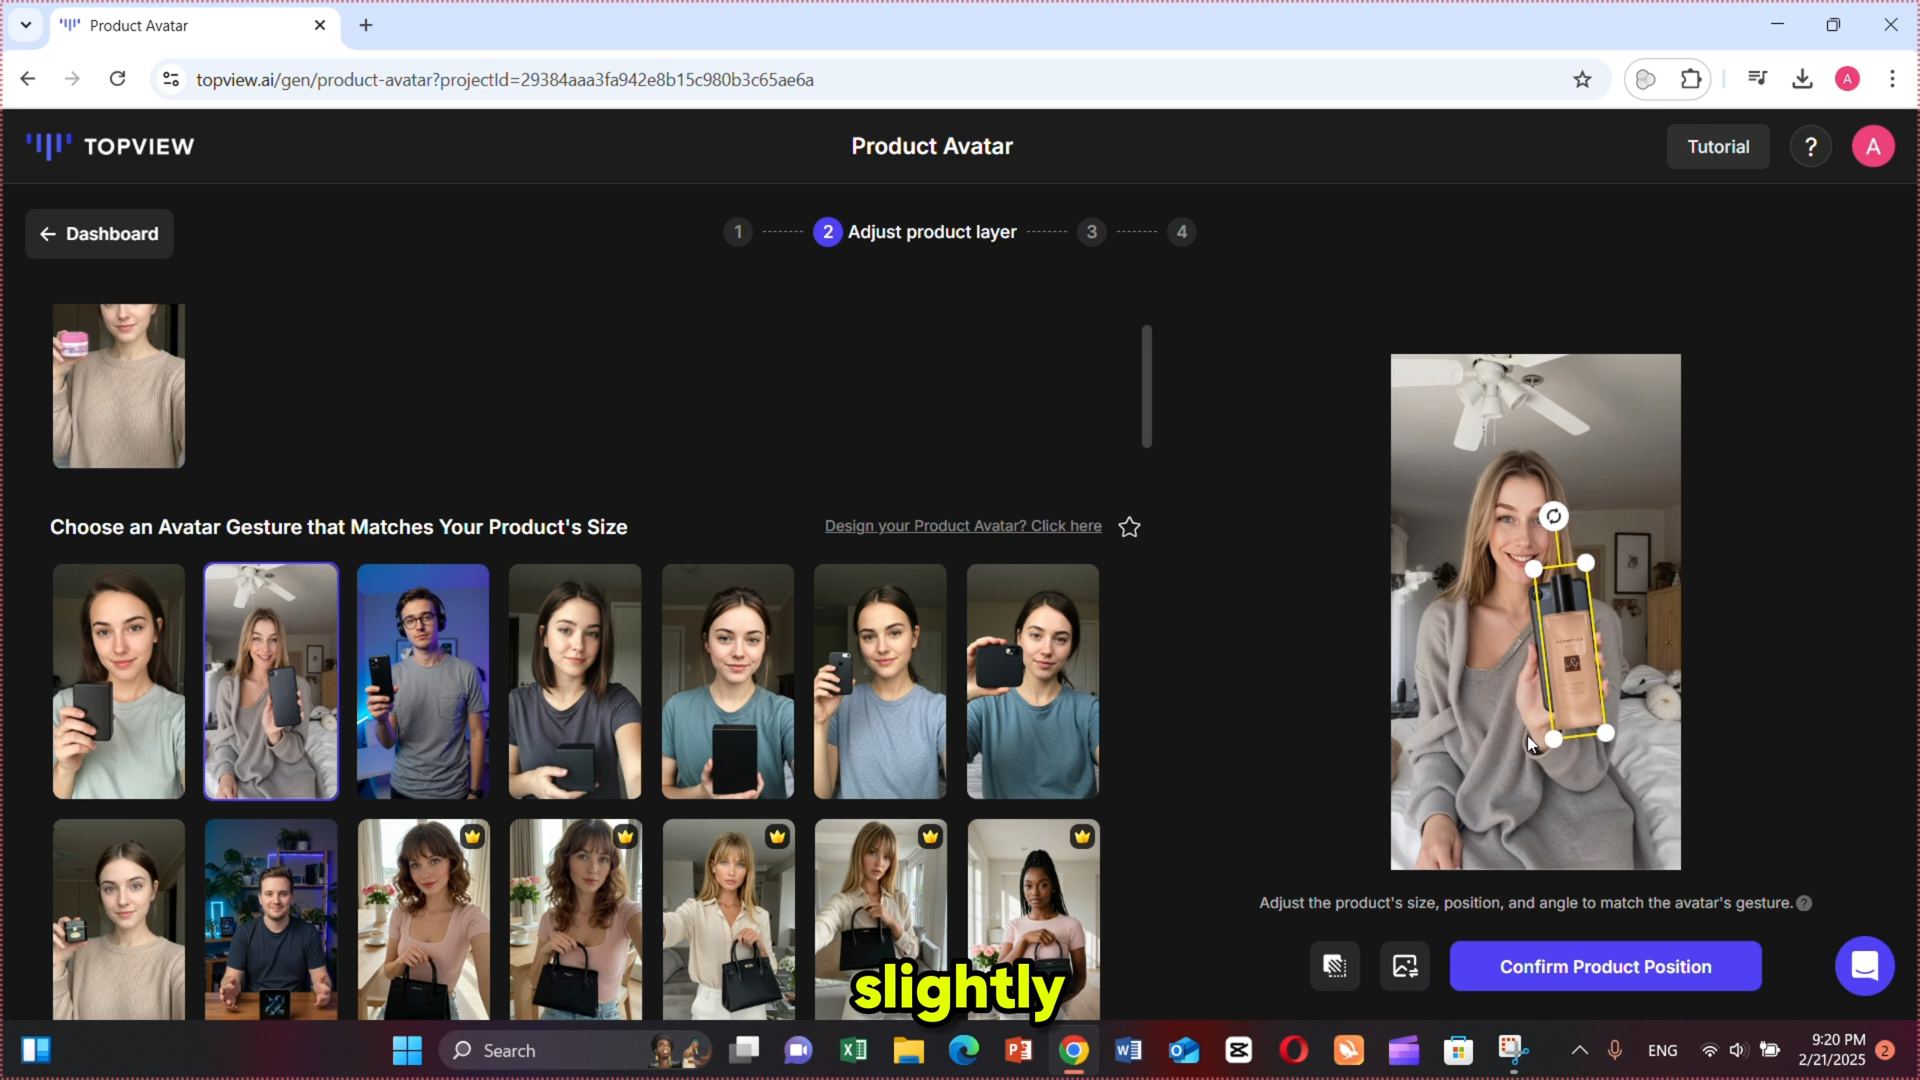 Product Avatar
topview.ai/gen/product-avatar?projectId=29384aaa3fa942e8b15c980b3c65ae6a
A
TOPVIEW
Product Avatar
Tutorial
?
A
Dashboard
1
2
Adjust product layer
3
4
Choose an Avatar Gesture that Matches Your Product's Size
Design your Product Avatar? Click here
Adjust the product's size, position, and angle to match the avatar's gesture.
?
Confirm Product Position
slightly
Search
ENG
9:20 PM
2/21/2025
2